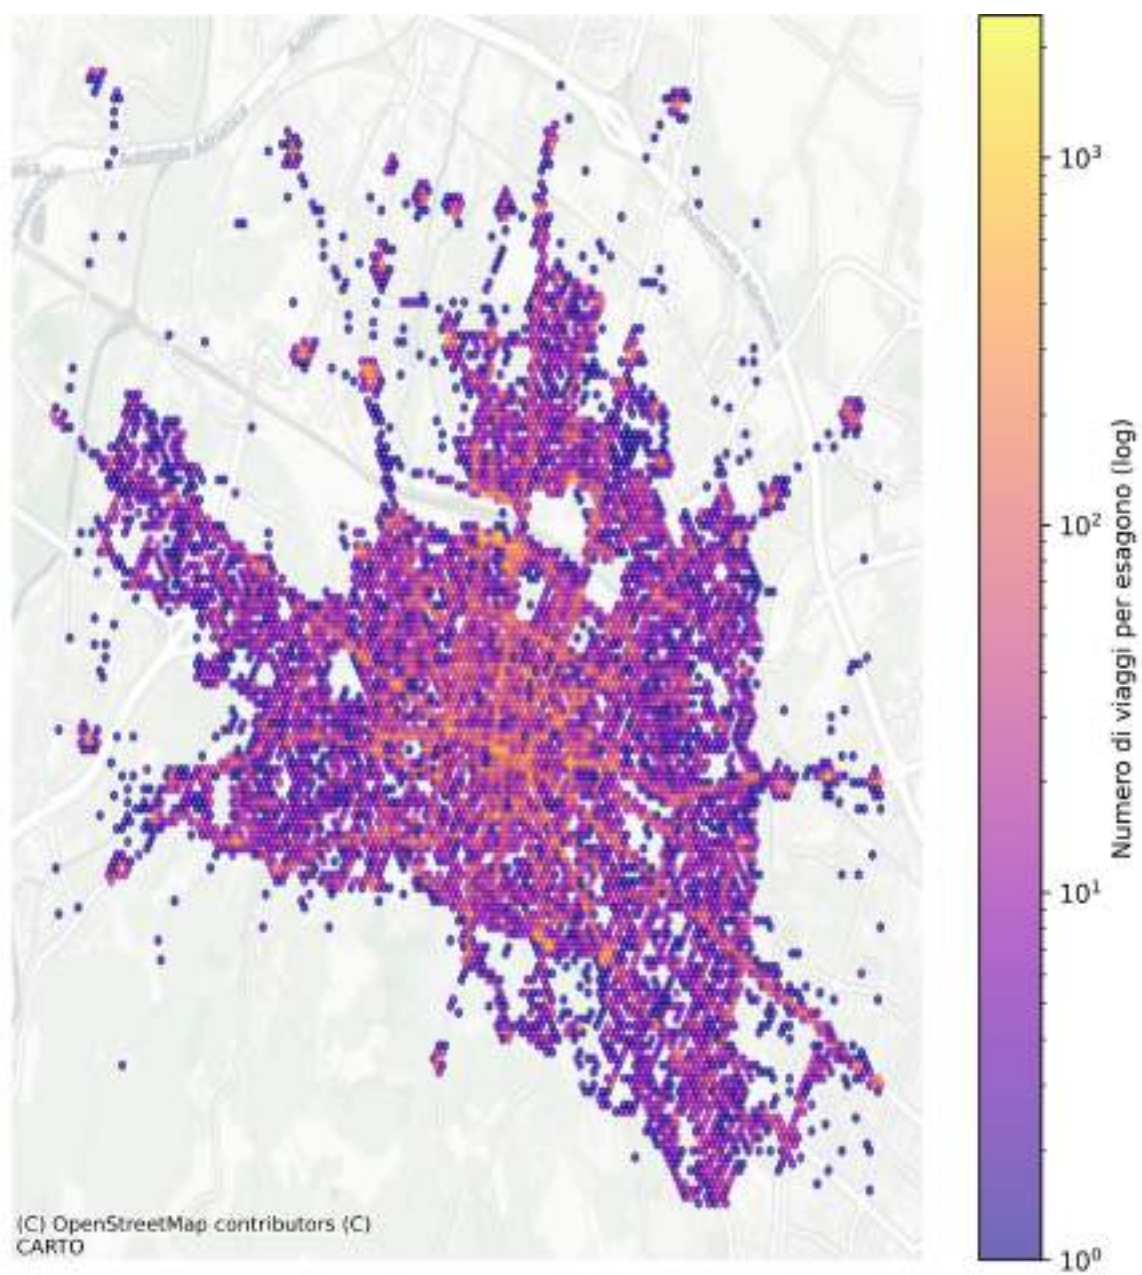 10³
10²
10¹
10⁰
Numero di viaggi per esagono (log)
(C) OpenStreetMap contributors (C)
CARTO